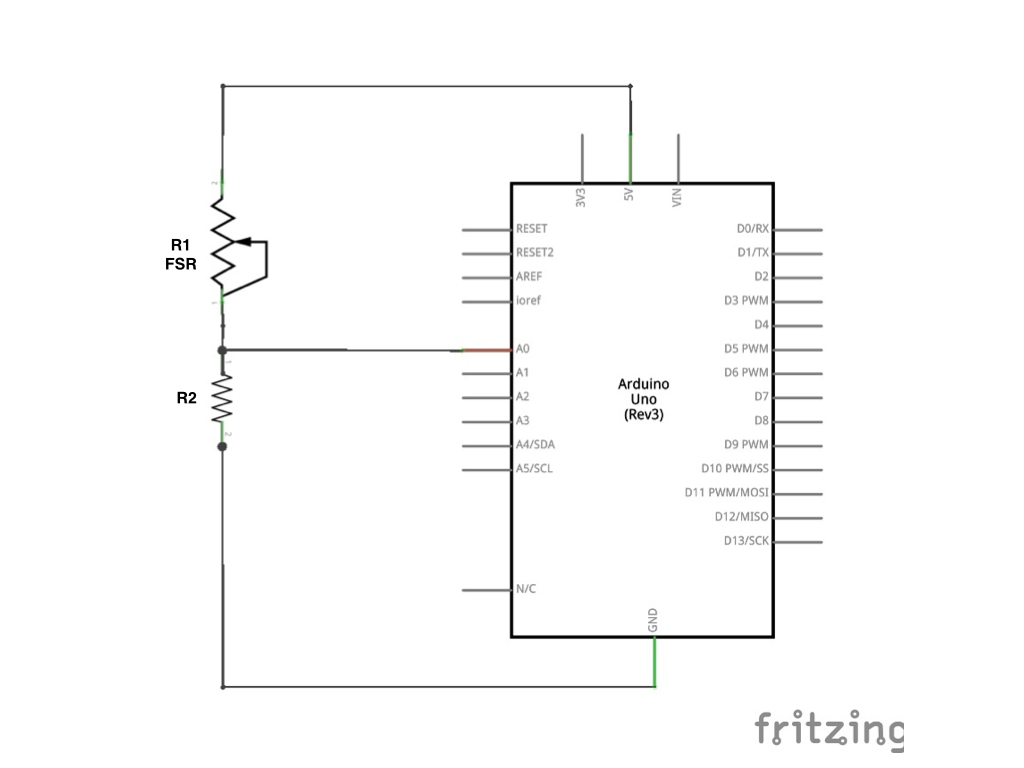 3V3
5V
VIN
RESET
D0/RX
RESET2
D1/TX
AREF
D2
ioref
D3 PWM
D4
A0
D5 PWM
A1
D6 PWM
A2
D7
A3
D8
A4/SDA
D9 PWM
A5/SCL
D10 PWM/SS
D11 PWM/MOSI
D12/MISO
D13/SCK
N/C
GND
Arduino
Uno
(Rev3)
2
R1
FSR
1
1
R2
2
fritzing